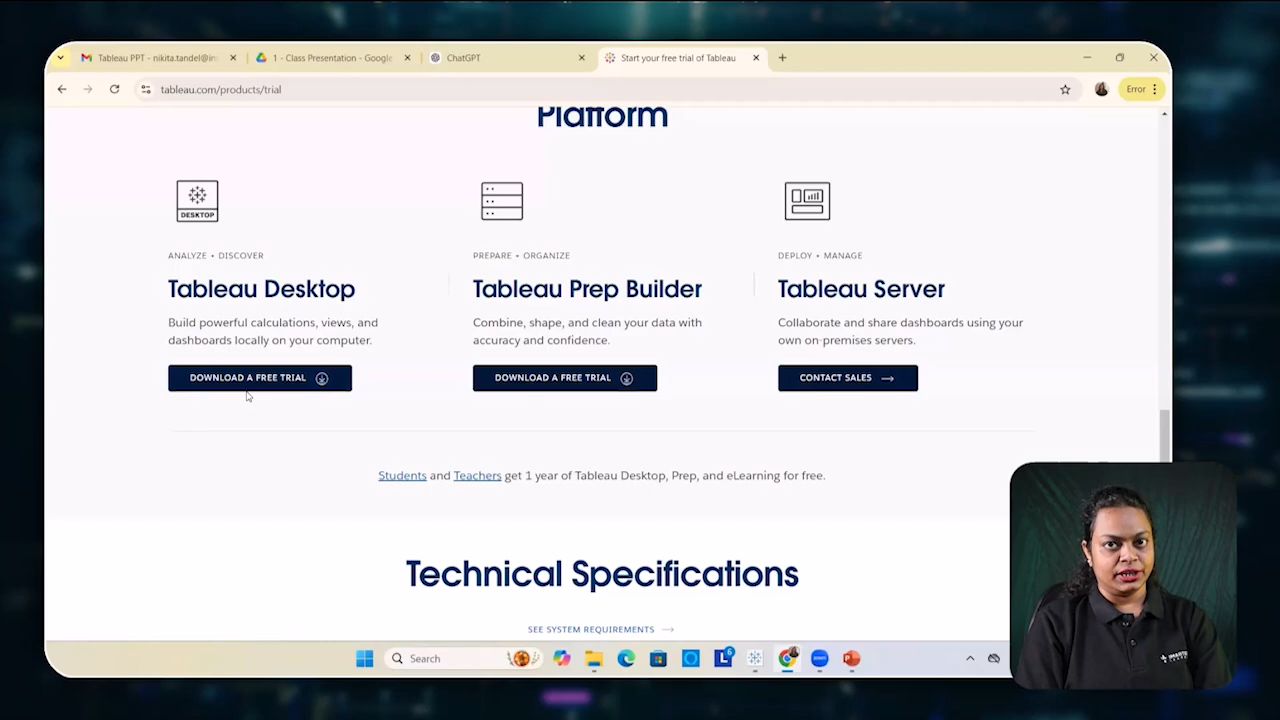 Tableau PPT - nikita.tandel@in
1 - Class Presentation - Google
ChatGPT
Start your free trial of Tableau
tableau.com/products/trial
Error
Platform
DESKTOP
ANALYZE + DISCOVER
Tableau Desktop
Build powerful calculations, views, and
dashboards locally on your computer.
DOWNLOAD A FREE TRIAL
PREPARE + ORGANIZE
Tableau Prep Builder
Combine, shape, and clean your data with
accuracy and confidence.
DOWNLOAD A FREE TRIAL
DEPLOY + MANAGE
Tableau Server
Collaborate and share dashboards using your
own on-premises servers.
CONTACT SALES
Students and Teachers get 1 year of Tableau Desktop, Prep, and eLearning for free.
Technical Specifications
SEE SYSTEM REQUIREMENTS
Search